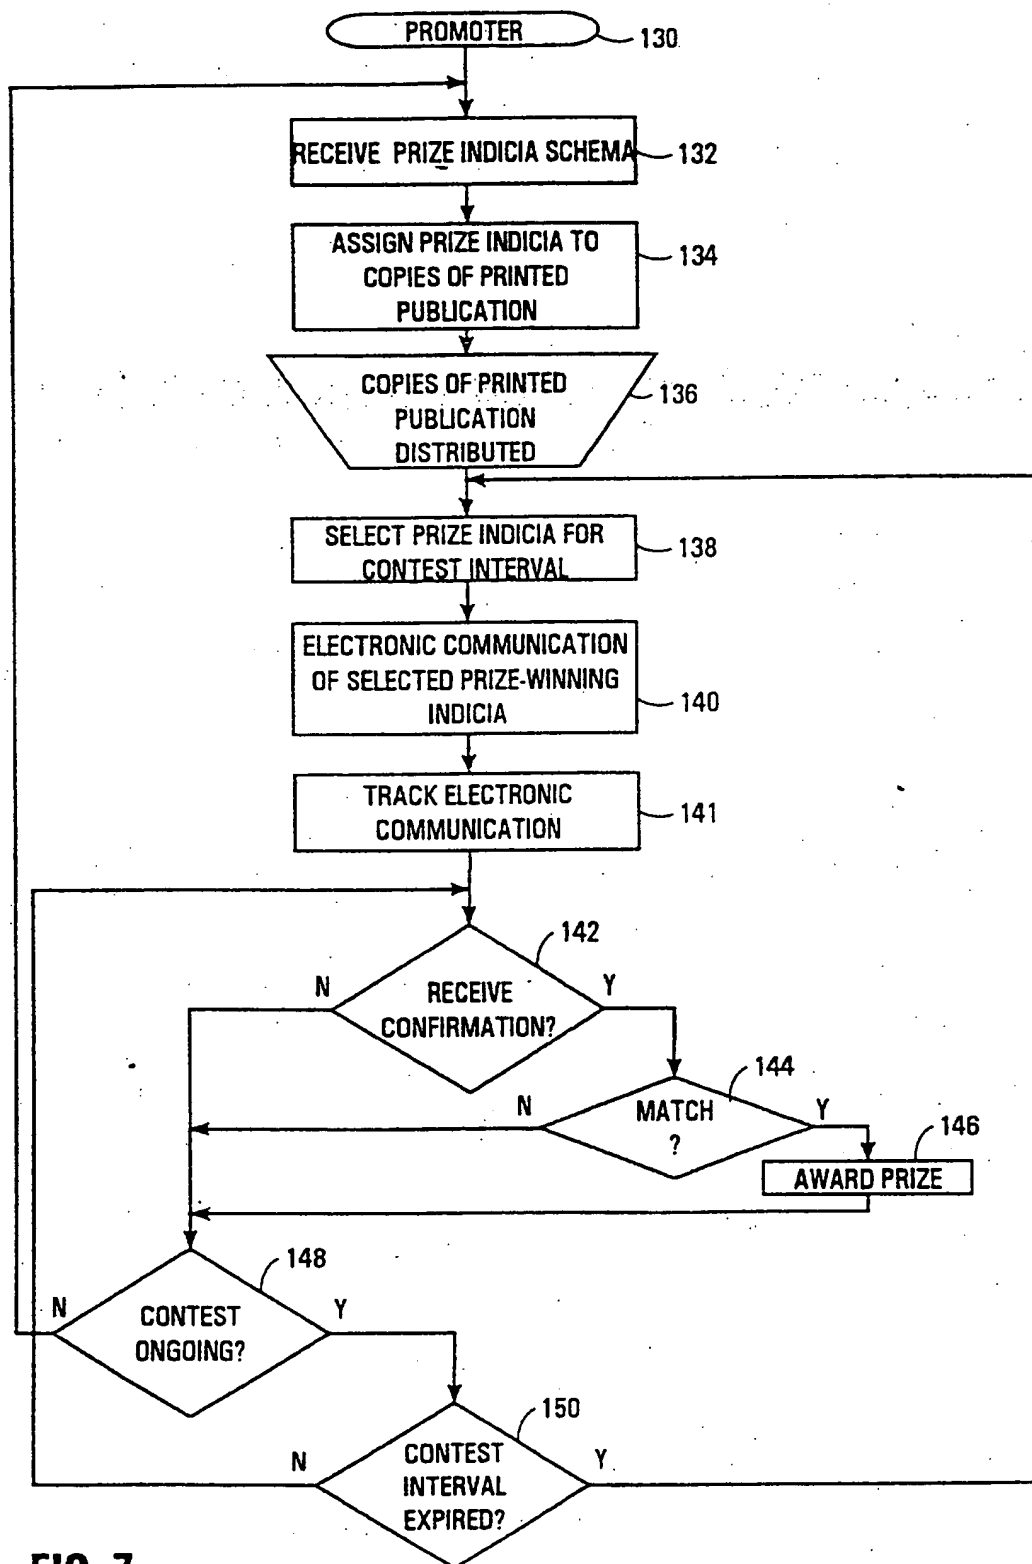 PROMOTER
130
RECEIVE PRIZE INDICIA SCHEMA
132
ASSIGN PRIZE INDICIA TO
COPIES OF PRINTED
PUBLICATION
134
COPIES OF PRINTED
PUBLICATION
DISTRIBUTED
136
SELECT PRIZE INDICIA FOR
CONTEST INTERVAL
138
ELECTRONIC COMMUNICATION
OF SELECTED PRIZE-WINNING
INDICIA
140
TRACK ELECTRONIC
COMMUNICATION
141
142
N
Y
RECEIVE
CONFIRMATION?
144
N
Y
MATCH
?
146
AWARD PRIZE
148
N
Y
CONTEST
ONGOING?
150
N
Y
CONTEST
INTERVAL
EXPIRED?
FIG. 7